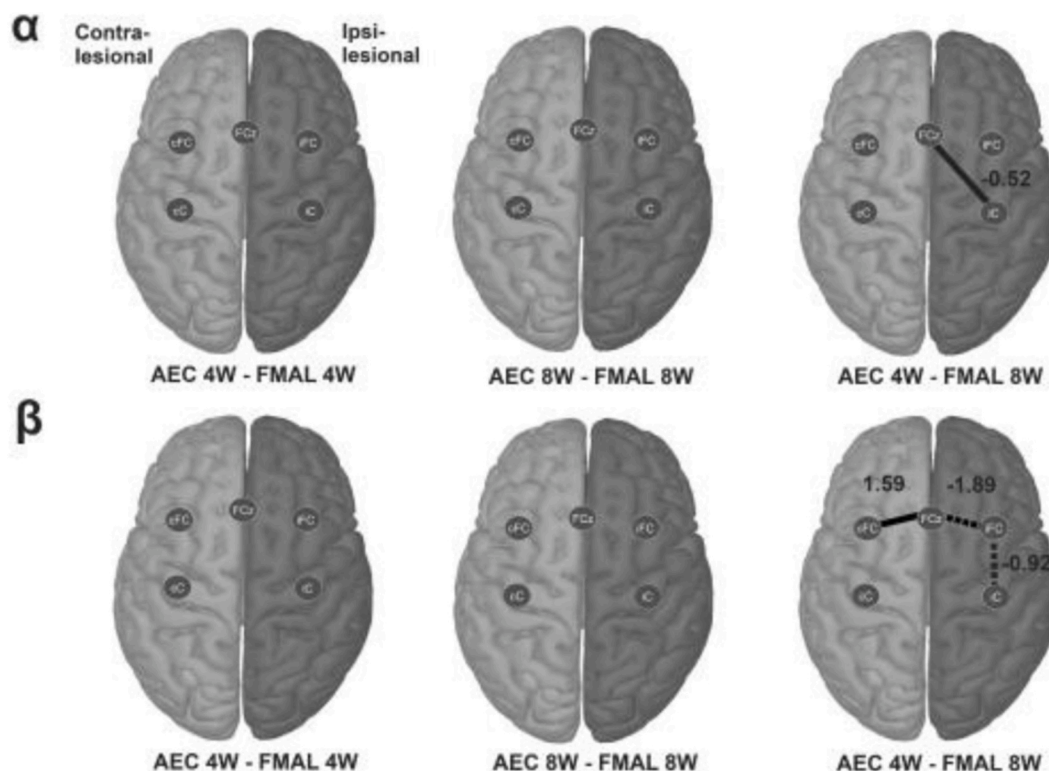 α
Contra-
lesional
Ipsi-
lesional
cFC
FCz
iFC
cC
iC
AEC 4W - FMAL 4W
cFC
FCz
iFC
cC
iC
AEC 8W - FMAL 8W
cFC
FCz
iFC
-0.52
cC
iC
AEC 4W - FMAL 8W
β
cFC
FCz
iFC
cC
iC
AEC 4W - FMAL 4W
cFC
FCz
iFC
cC
iC
AEC 8W - FMAL 8W
1.59
-1.89
cFC
FCz
iFC
-0.92
cC
iC
AEC 4W - FMAL 8W